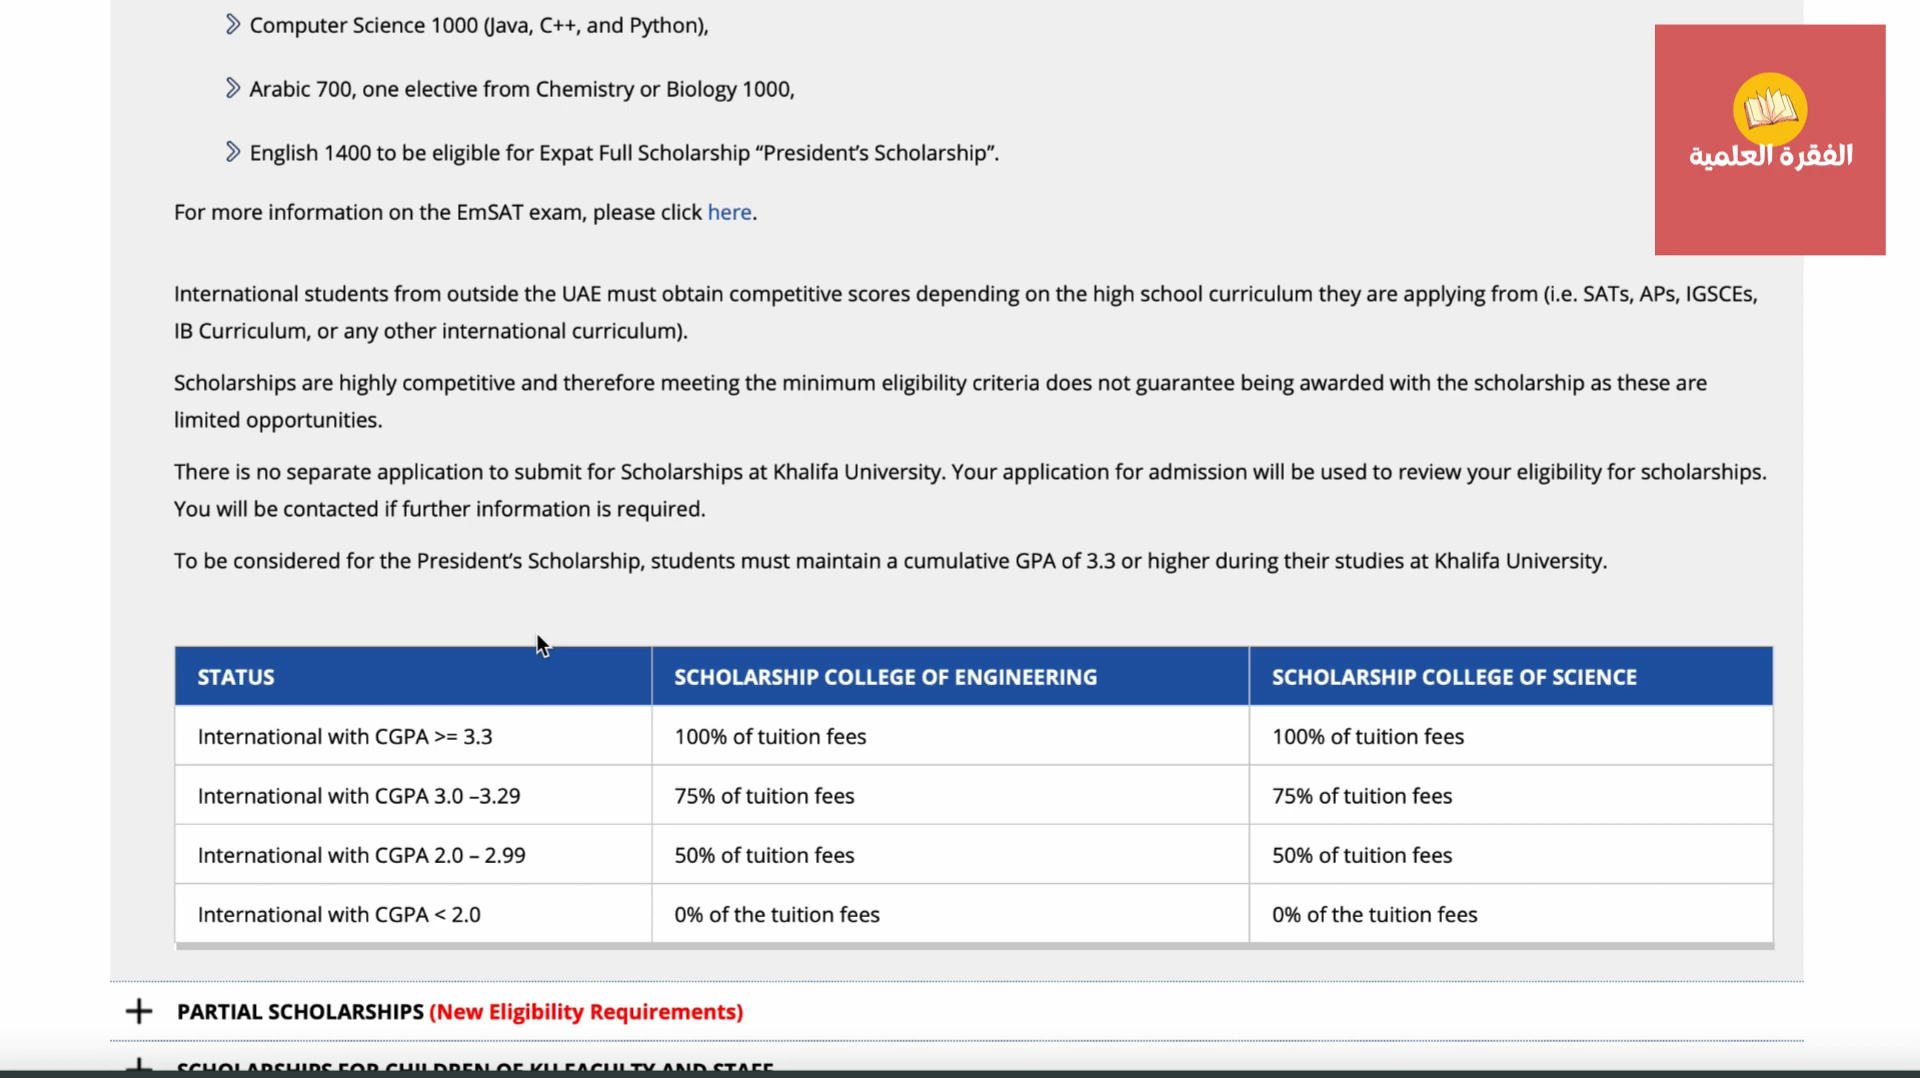 Computer Science 1000 (Java, C++, and Python),
Arabic 700, one elective from Chemistry or Biology 1000,
English 1400 to be eligible for Expat Full Scholarship “President’s Scholarship”.
الفقرة العلمية
For more information on the EmSAT exam, please click here.
International students from outside the UAE must obtain competitive scores depending on the high school curriculum they are applying from (i.e. SATs, APs, IGSCEs,
IB Curriculum, or any other international curriculum).
Scholarships are highly competitive and therefore meeting the minimum eligibility criteria does not guarantee being awarded with the scholarship as these are
limited opportunities.
There is no separate application to submit for Scholarships at Khalifa University. Your application for admission will be used to review your eligibility for scholarships.
You will be contacted if further information is required.
To be considered for the President’s Scholarship, students must maintain a cumulative GPA of 3.3 or higher during their studies at Khalifa University.
STATUS SCHOLARSHIP COLLEGE OF ENGINEERING SCHOLARSHIP COLLEGE OF SCIENCE
International with CGPA >= 3.3 100% of tuition fees 100% of tuition fees
International with CGPA 3.0 –3.29 75% of tuition fees 75% of tuition fees
International with CGPA 2.0 – 2.99 50% of tuition fees 50% of tuition fees
International with CGPA < 2.0 0% of the tuition fees 0% of the tuition fees
PARTIAL SCHOLARSHIPS (New Eligibility Requirements)
SCHOLARSHIPS FOR CHILDREN OF KU FACULTY AND STAFF